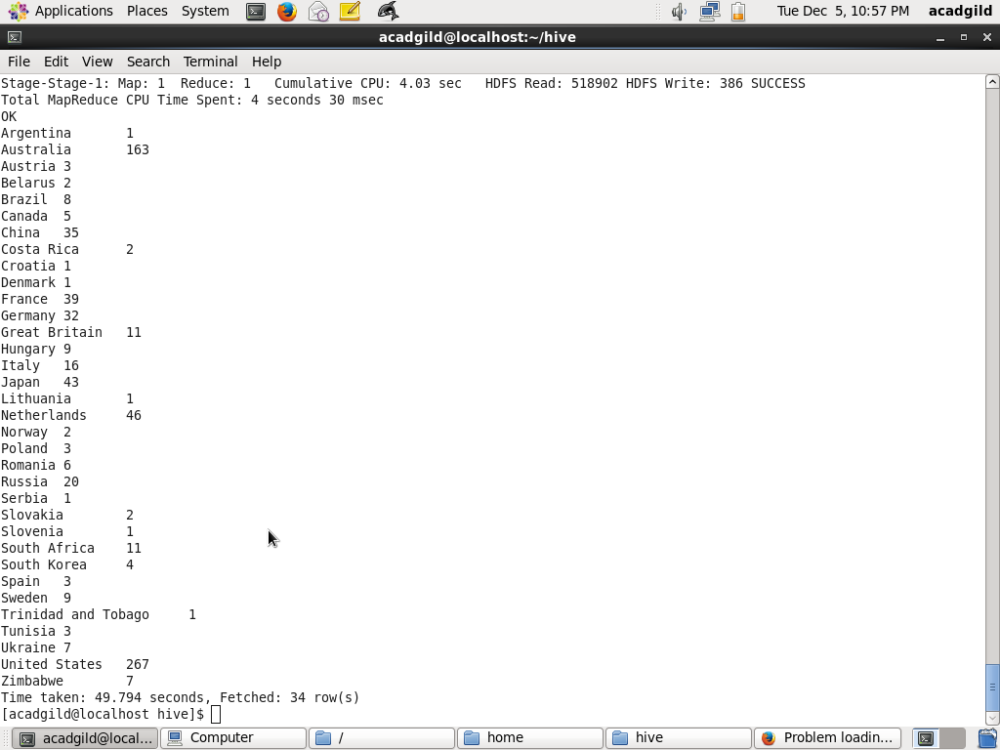 Applications Places System Tue Dec 5, 10:57 PM acadgild
acadgild@localhost:~/hive
File Edit View Search Terminal Help
Stage-Stage-1: Map: 1  Reduce: 1   Cumulative CPU: 4.03 sec   HDFS Read: 518902 HDFS Write: 386 SUCCESS
Total MapReduce CPU Time Spent: 4 seconds 30 msec
OK
Argentina	1
Australia	163
Austria	3
Belarus	2
Brazil	8
Canada	5
China	35
Costa Rica	2
Croatia	1
Denmark	1
France	39
Germany	32
Great Britain	11
Hungary	9
Italy	16
Japan	43
Lithuania	1
Netherlands	46
Norway	2
Poland	3
Romania	6
Russia	20
Serbia	1
Slovakia	2
Slovenia	1
South Africa	11
South Korea	4
Spain	3
Sweden	9
Trinidad and Tobago	1
Tunisia	3
Ukraine	7
United States	267
Zimbabwe	7
Time taken: 49.794 seconds, Fetched: 34 row(s)
[acadgild@localhost hive]$
acadgild@local... Computer / home hive Problem loadin...